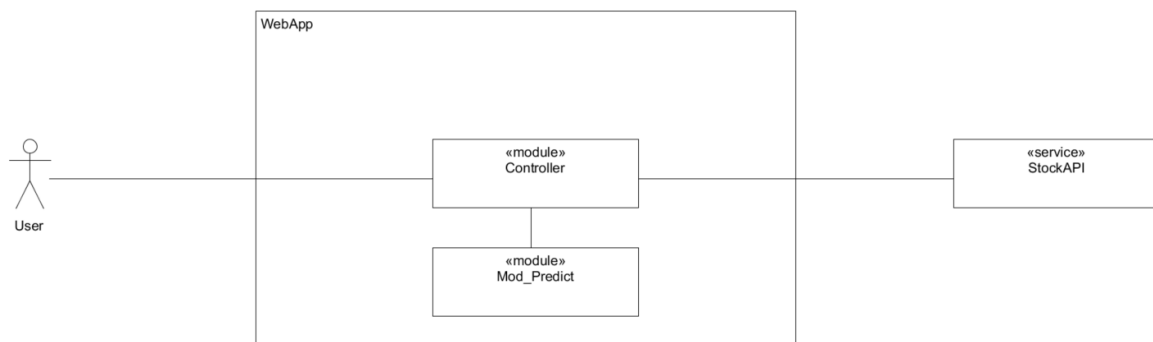 WebApp
«module»
Controller
«service»
StockAPI
User
«module»
Mod_Predict